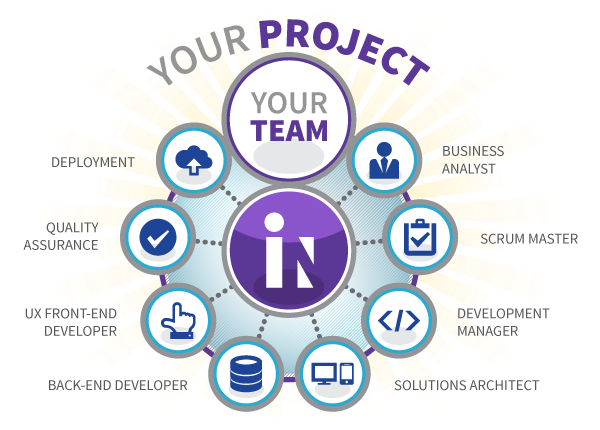 YOUR PROJECT
YOUR
TEAM
DEPLOYMENT
BUSINESS
ANALYST
QUALITY
ASSURANCE
SCRUM MASTER
iN
UX FRONT-END
DEVELOPER
DEVELOPMENT
MANAGER
BACK-END DEVELOPER
SOLUTIONS ARCHITECT